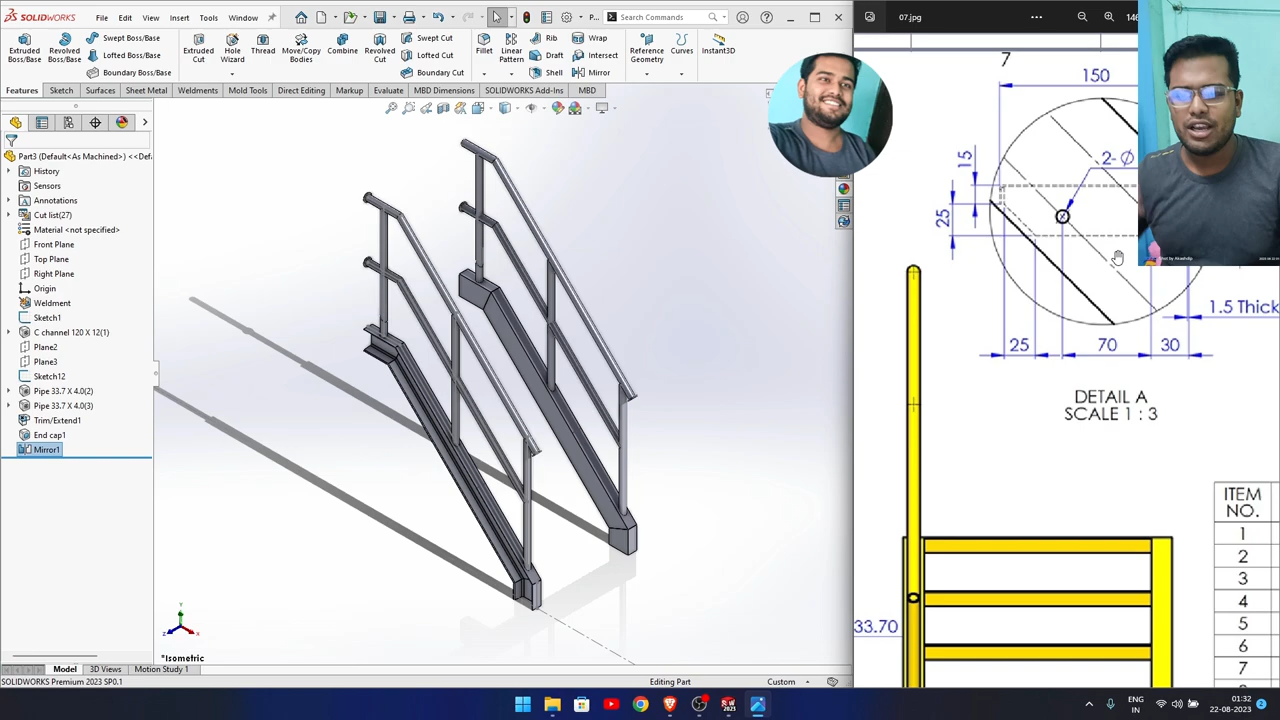 SOLIDWORKS
File Edit View Insert Tools Window
P...
Search Commands
07.jpg
Extruded Boss/Base
Revolved Boss/Base
Swept Boss/Base
Lofted Boss/Base
Boundary Boss/Base
Extruded Cut
Hole Wizard
Thread
Move/Copy Bodies
Combine
Revolved Cut
Swept Cut
Lofted Cut
Boundary Cut
Fillet
Linear Pattern
Rib
Draft
Shell
Wrap
Intersect
Mirror
Reference Geometry
Curves
Instant3D
Features Sketch Surfaces Sheet Metal Weldments Mold Tools Direct Editing Markup Evaluate MBD Dimensions SOLIDWORKS Add-Ins MBD
Part3 (Default<As Machined>) <<Defa
History
Sensors
Annotations
Cut list(27)
Material <not specified>
Front Plane
Top Plane
Right Plane
Origin
Weldment
Sketch1
C channel 120 X 12(1)
Plane2
Plane3
Sketch12
Pipe 33.7 X 4.0(2)
Pipe 33.7 X 4.0(3)
Trim/Extend1
End cap1
Mirror1
Y
Z
X
*Isometric
Model 3D Views Motion Study 1
SOLIDWORKS Premium 2023 SP0.1
Editing Part
Custom
146
7
150
15
2- Ø
25
1.5 Thick
25
70
30
DETAIL A
SCALE 1 : 3
ITEM
NO.
1
2
3
4
5
6
7
33.70
ENG
IN
01:32
22-08-2023